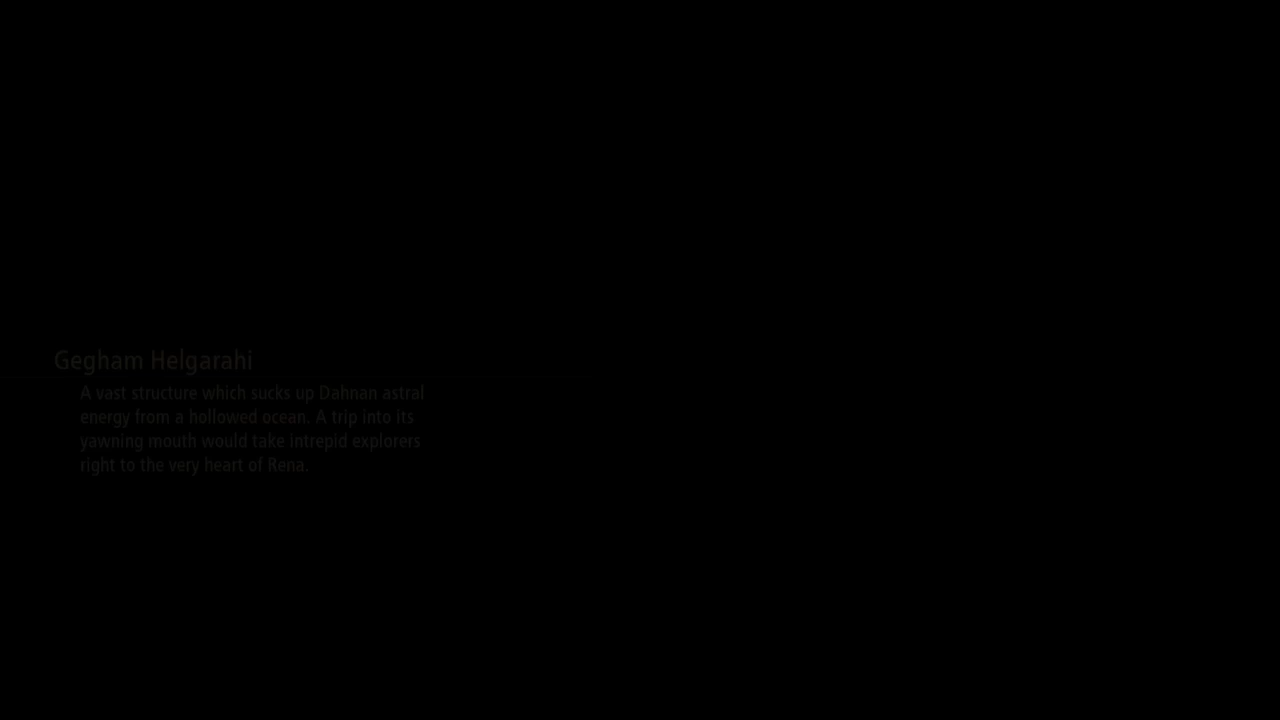 Gegham Helgarahi
A vast structure which sucks up Dahnan astral
energy from a hollowed ocean. A trip into its
yawning mouth would take intrepid explorers
right to the very heart of Rena.